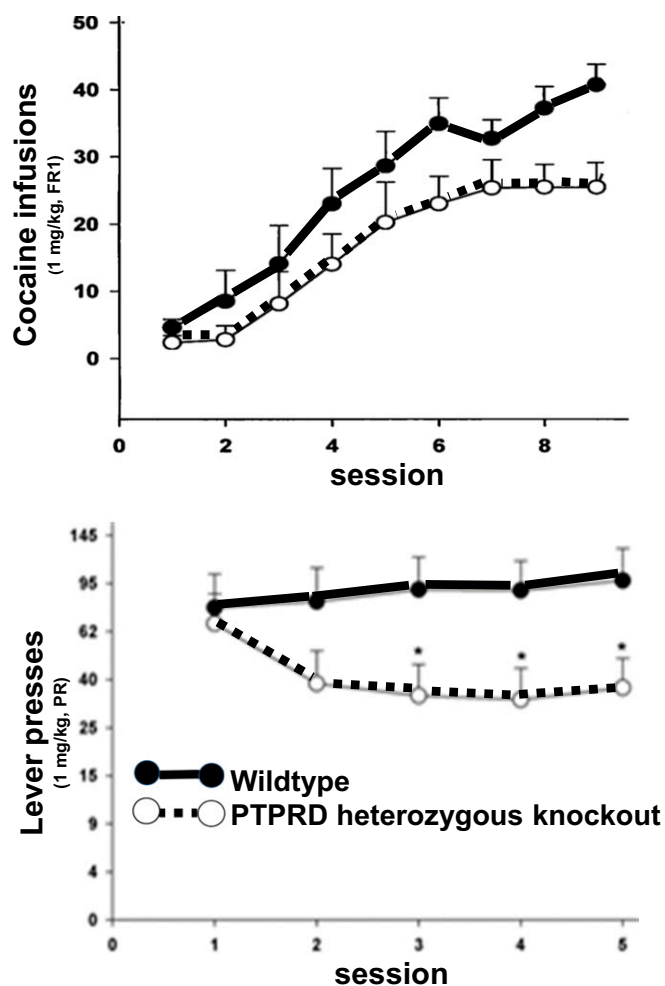 50
40
30
20
10
0
Cocaine infusions
(1 mg/kg, FR1)
0 2 4 6 8
session
145
95
62
40
25
15
9
4
0
Lever presses
(1 mg/kg, PR)
* * *
Wildtype
PTPRD heterozygous knockout
0 1 2 3 4 5
session